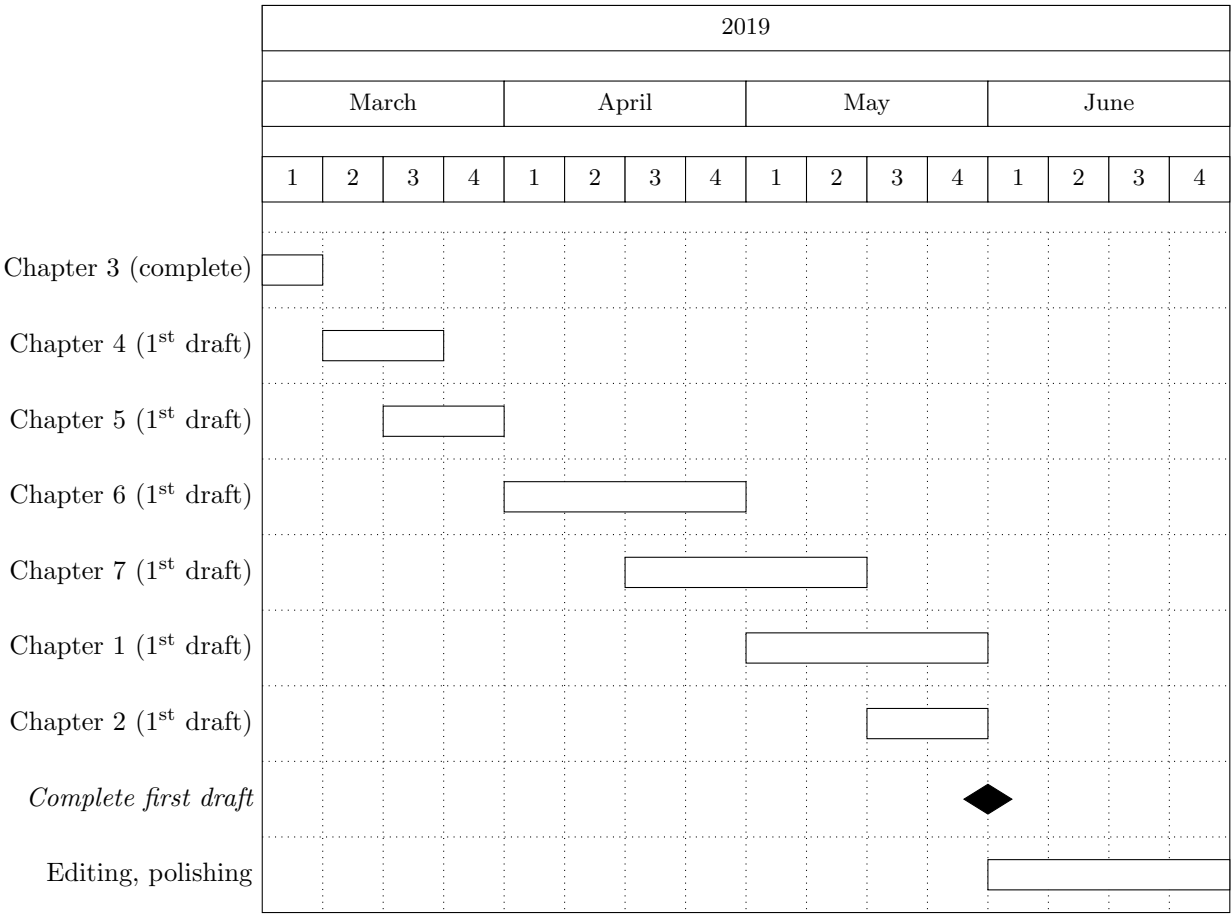 2019
March April May June
1 2 3 4 1 2 3 4 1 2 3 4 1 2 3 4
Chapter 3 (complete)
Chapter 4 (1st draft)
Chapter 5 (1st draft)
Chapter 6 (1st draft)
Chapter 7 (1st draft)
Chapter 1 (1st draft)
Chapter 2 (1st draft)
Complete first draft
Editing, polishing